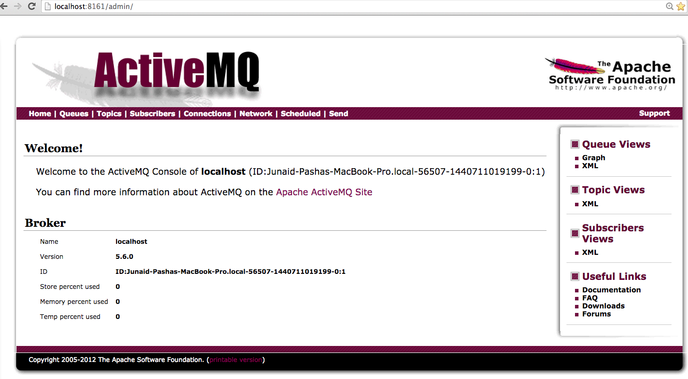 localhost:8161/admin/
ActiveMQ
The Apache
Software Foundation
http://www.apache.org/
Home | Queues | Topics | Subscribers | Connections | Network | Scheduled | Send
Support
Welcome!
Welcome to the ActiveMQ Console of localhost (ID:Junaid-Pashas-MacBook-Pro.local-56507-1440711019199-0:1)
You can find more information about ActiveMQ on the Apache ActiveMQ Site
Broker
Name localhost
Version 5.6.0
ID ID:Junaid-Pashas-MacBook-Pro.local-56507-1440711019199-0:1
Store percent used 0
Memory percent used 0
Temp percent used 0
Queue Views
Graph
XML
Topic Views
XML
Subscribers
Views
XML
Useful Links
Documentation
FAQ
Downloads
Forums
Copyright 2005-2012 The Apache Software Foundation. (printable version)